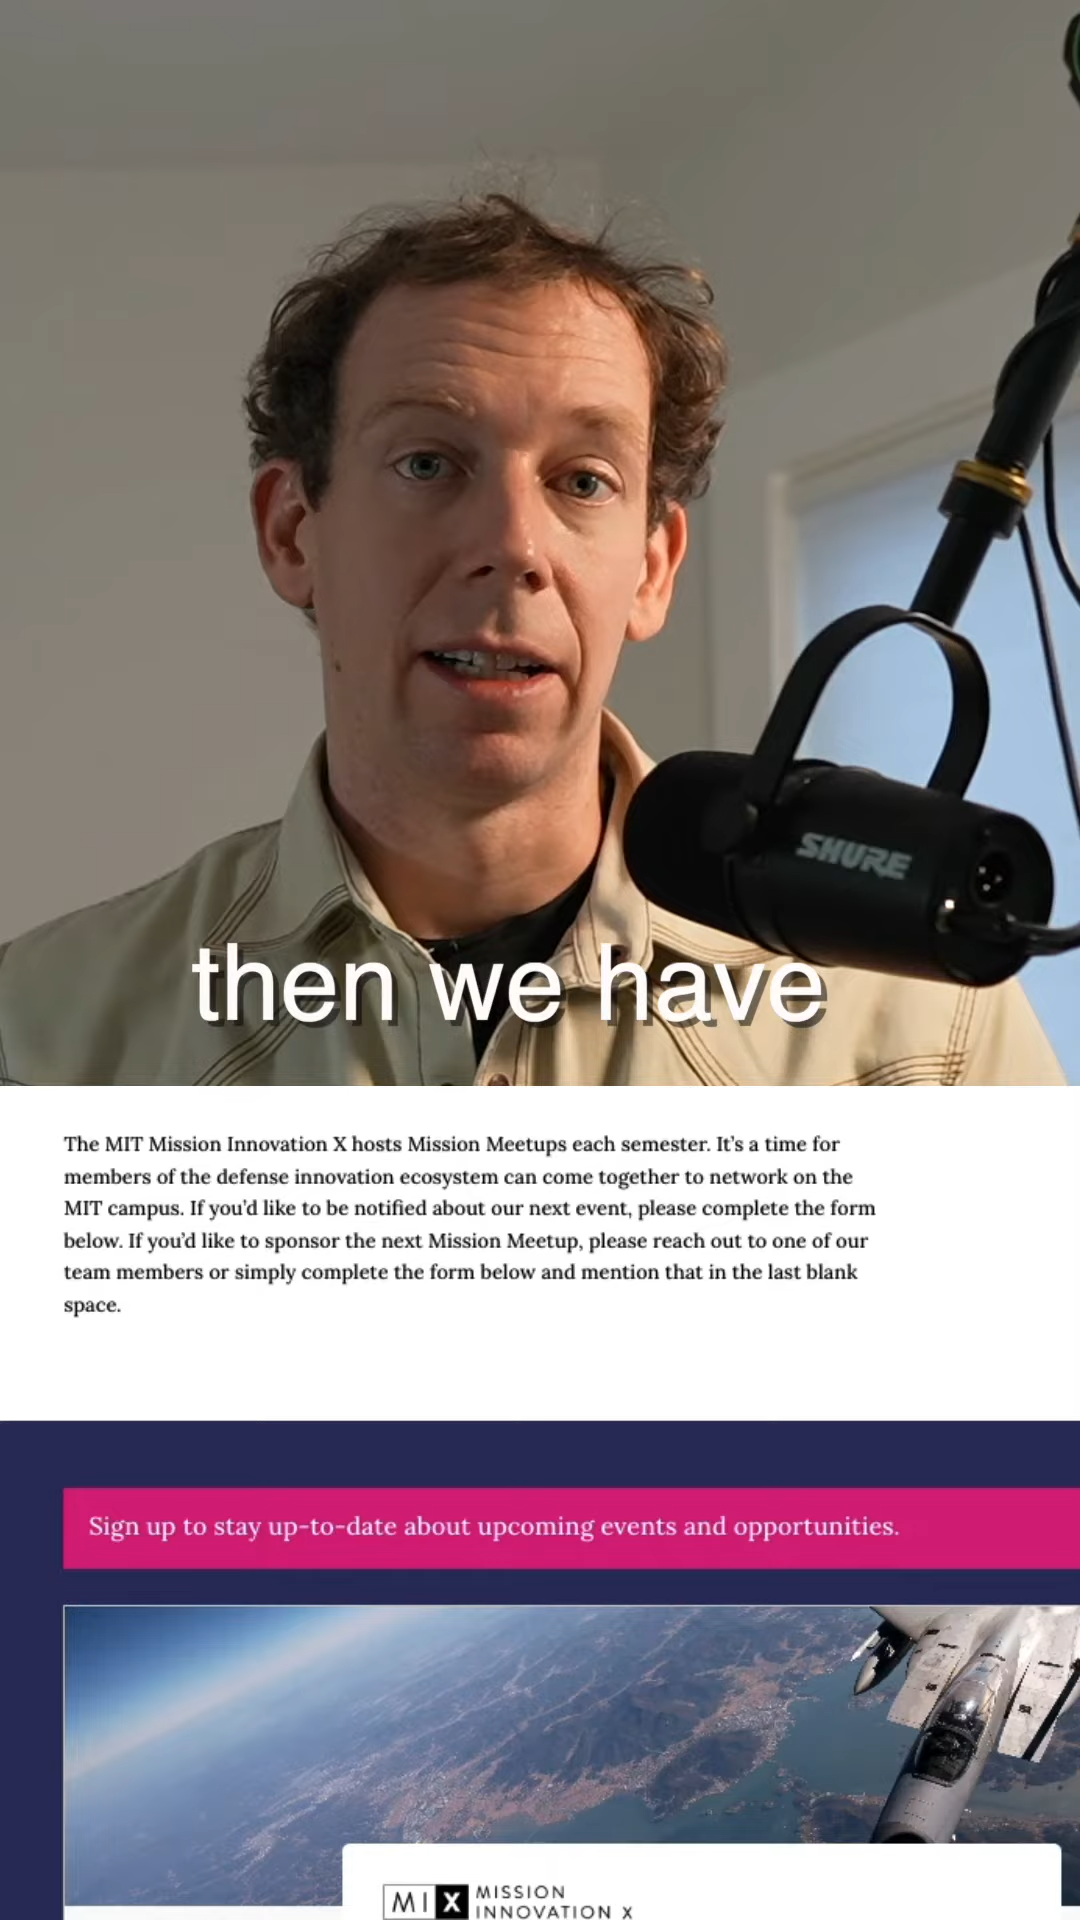 SHURE
then we have
The MIT Mission Innovation X hosts Mission Meetups each semester. It’s a time for
members of the defense innovation ecosystem can come together to network on the
MIT campus. If you’d like to be notified about our next event, please complete the form
below. If you’d like to sponsor the next Mission Meetup, please reach out to one of our
team members or simply complete the form below and mention that in the last blank
space.
Sign up to stay up-to-date about upcoming events and opportunities.
MIX MISSION
INNOVATION X